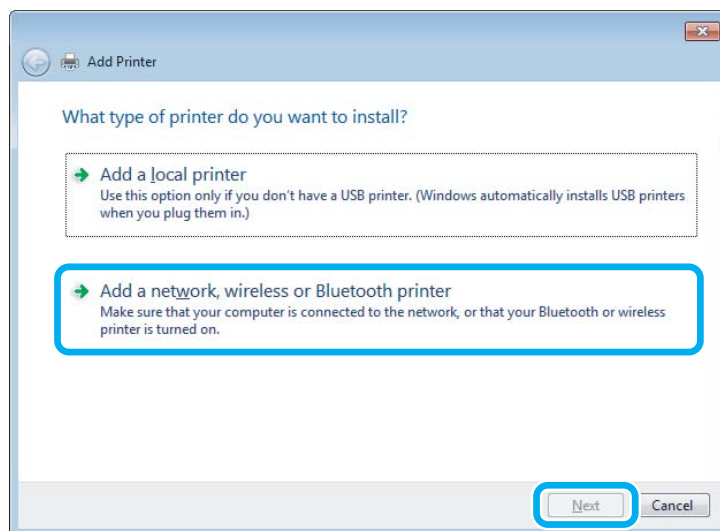 Add Printer
What type of printer do you want to install?
Add a local printer
Use this option only if you don't have a USB printer. (Windows automatically installs USB printers
when you plug them in.)
Add a network, wireless or Bluetooth printer
Make sure that your computer is connected to the network, or that your Bluetooth or wireless
printer is turned on.
Next Cancel